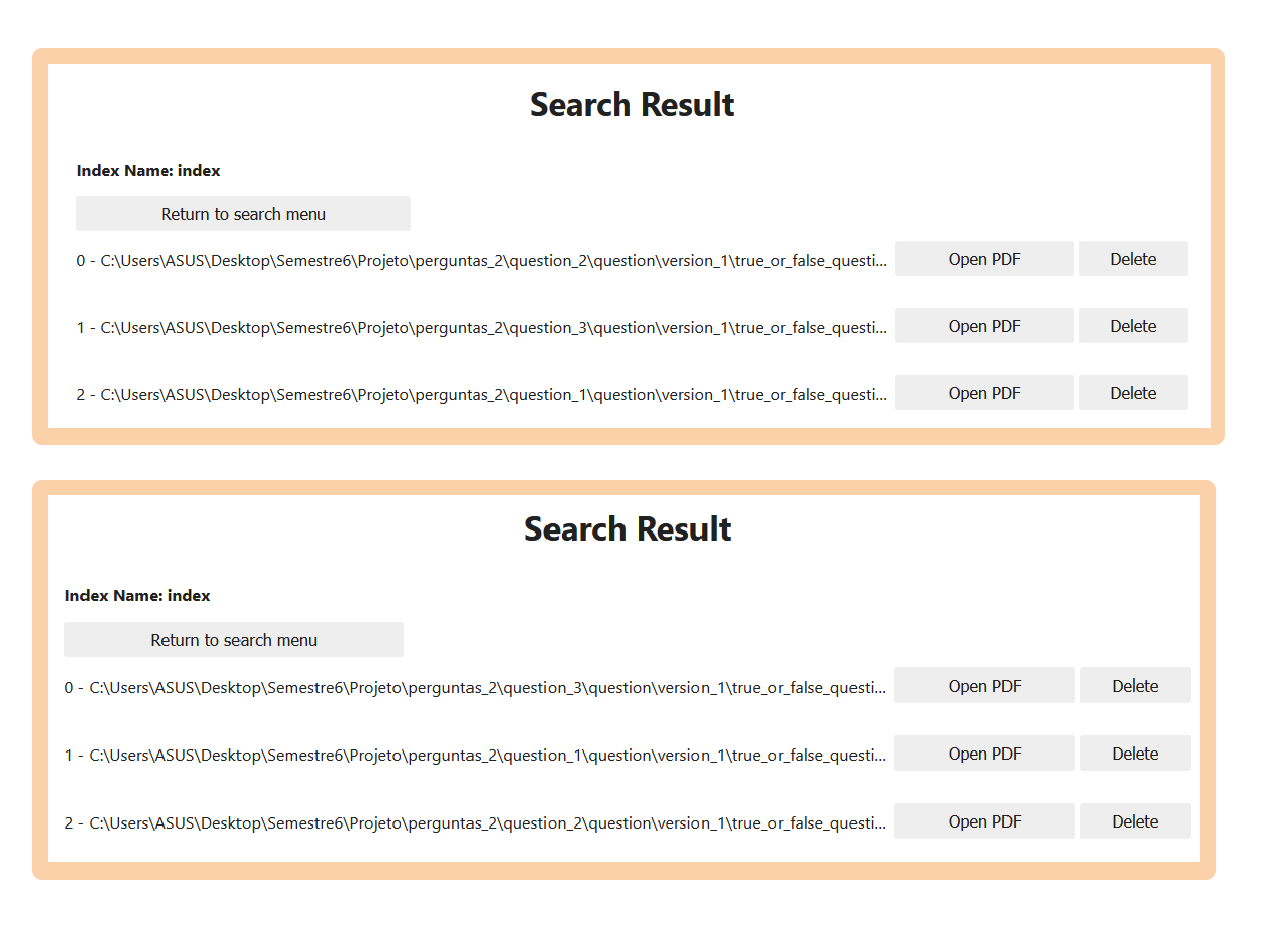 Search Result
Index Name: index
Return to search menu
0 - C:\Users\ASUS\Desktop\Semestre6\Projeto\perguntas_2\question_2\question\version_1\true_or_false_questi... Open PDF Delete
1 - C:\Users\ASUS\Desktop\Semestre6\Projeto\perguntas_2\question_3\question\version_1\true_or_false_questi... Open PDF Delete
2 - C:\Users\ASUS\Desktop\Semestre6\Projeto\perguntas_2\question_1\question\version_1\true_or_false_questi... Open PDF Delete
Search Result
Index Name: index
Return to search menu
0 - C:\Users\ASUS\Desktop\Semestre6\Projeto\perguntas_2\question_3\question\version_1\true_or_false_questi... Open PDF Delete
1 - C:\Users\ASUS\Desktop\Semestre6\Projeto\perguntas_2\question_1\question\version_1\true_or_false_questi... Open PDF Delete
2 - C:\Users\ASUS\Desktop\Semestre6\Projeto\perguntas_2\question_2\question\version_1\true_or_false_questi... Open PDF Delete